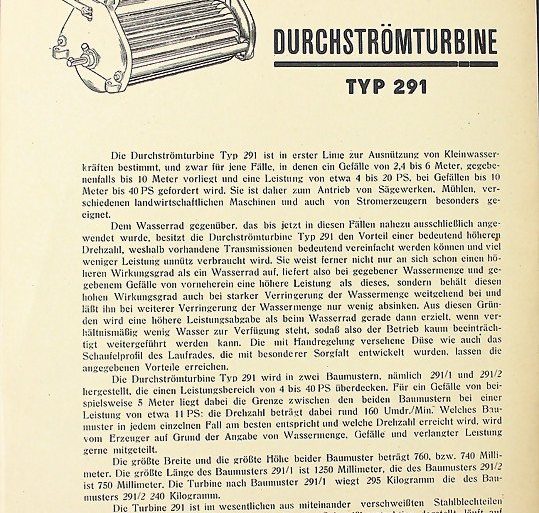 DURCHSTRÖMTURBINE
TYP 291
Die Durchströmturbine Typ 291 ist in erster Linie zur Ausnützung von Kleinwasser-
kräften bestimmt, und zwar für jene Fälle, in denen ein Gefälle von 2,4 bis 6 Meter, gegebe-
nenfalls bis 10 Meter vorliegt und eine Leistung von etwa 4 bis 20 PS, bei Gefällen bis 10
Meter bis 40 PS gefordert wird. Sie ist daher zum Antrieb von Sägewerken, Mühlen, ver-
schiedenen landwirtschaftlichen Maschinen und auch von Stromerzeugern besonders ge-
eignet.
Dem Wasserrad gegenüber, das bis jetzt in diesen Fällen nahezu ausschließlich ange-
wendet wurde, besitzt die Durchströmturbine Typ 291 den Vorteil einer bedeutend höheren
Drehzahl, weshalb vorhandene Transmissionen bedeutend vereinfacht werden können und viel
weniger Leistung unnütz verbraucht wird. Sie weist ferner nicht nur an sich schon einen hö-
heren Wirkungsgrad als ein Wasserrad auf, liefert also bei gegebener Wassermenge und ge-
gebenem Gefälle von vorneherein eine höhere Leistung als dieses, sondern behält diesen
hohen Wirkungsgrad auch bei starker Verringerung der Wassermenge weitgehend bei und
läßt ihn bei weiterer Verringerung der Wassermenge nur wenig absinken. Aus diesen Grün-
den wird eine höhere Leistungsabgabe als beim Wasserrad gerade dann erzielt, wenn ver-
hältnismäßig wenig Wasser zur Verfügung steht, sodaß also der Betrieb kaum beeinträch-
tigt weitergeführt werden kann. Die mit Handregelung versehene Düse wie auch das
Schaufelprofil des Laufrades, die mit besonderer Sorgfalt entwickelt wurden, lassen die
angegebenen Vorteile erreichen.
Die Durchströmturbine Typ 291 wird in zwei Baumustern, nämlich 291/1 und 291/2
hergestellt, die einen Leistungsbereich von 4 bis 40 PS überdecken. Für ein Gefälle von bei-
spielsweise 5 Meter liegt dabei die Grenze zwischen den beiden Baumustern bei einer
Leistung von etwa 11 PS: die Drehzahl beträgt dabei rund 160 Umdr./Min. Welches Bau-
muster in jedem einzelnen Fall am besten entspricht und welche Drehzahl erreicht wird, wird
vom Erzeuger auf Grund der Angabe von Wassermenge, Gefälle und verlangter Leistung
gerne mitgeteilt.
Die größte Breite und die größte Höhe beider Baumuster beträgt 760, bzw. 740 Milli-
meter. Die größte Länge des Baumusters 291/1 ist 1250 Millimeter, die des Baumusters 291/2
ist 750 Millimeter. Die Turbine nach Baumuster 291/1 wiegt 295 Kilogramm die des Bau-
musters 291/2 240 Kilogramm.
Die Turbine 291 ist im wesentlichen aus miteinander verschweißten Stahlblechteilen